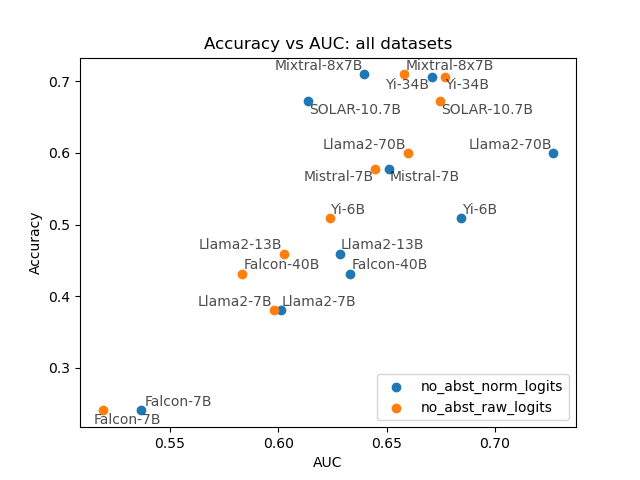 Accuracy vs AUC: all datasets
Mixtral-8x7B Mixtral-8x7B
Yi-34B Yi-34B
SOLAR-10.7B SOLAR-10.7B
Llama2-70B Llama2-70B
Mistral-7B Mistral-7B
Yi-6B Yi-6B
Llama2-13B Llama2-13B
Falcon-40B Falcon-40B
Llama2-7B Llama2-7B
Falcon-7B
Falcon-7B
0.7
0.6
0.5
0.4
0.3
Accuracy
no_abst_norm_logits
no_abst_raw_logits
0.55 0.60 0.65 0.70
AUC